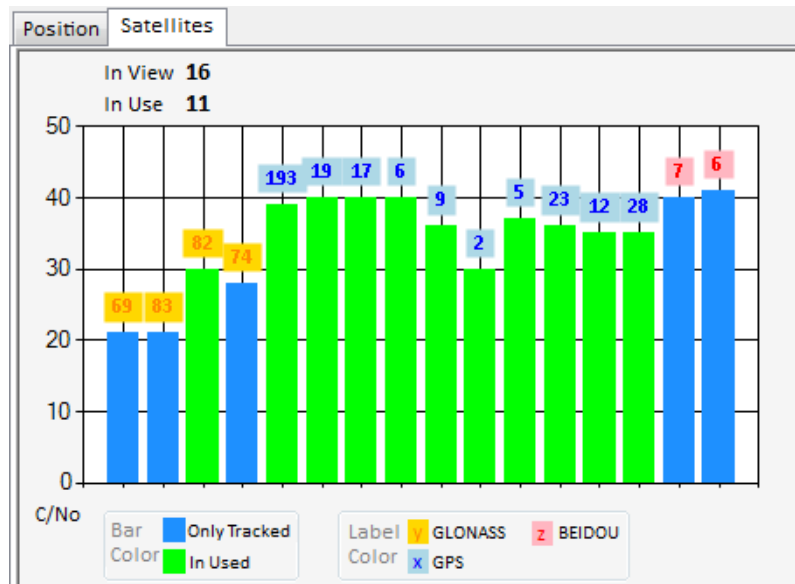 Position Satellites
In View 16
In Use 11
50
40
30
20
10
0
69 83 82 74 193 19 17 6 9 2 5 23 12 28 7 6
C/No
Bar Color
Only Tracked
In Used
Label Color
y GLONASS
x GPS
z BEIDOU